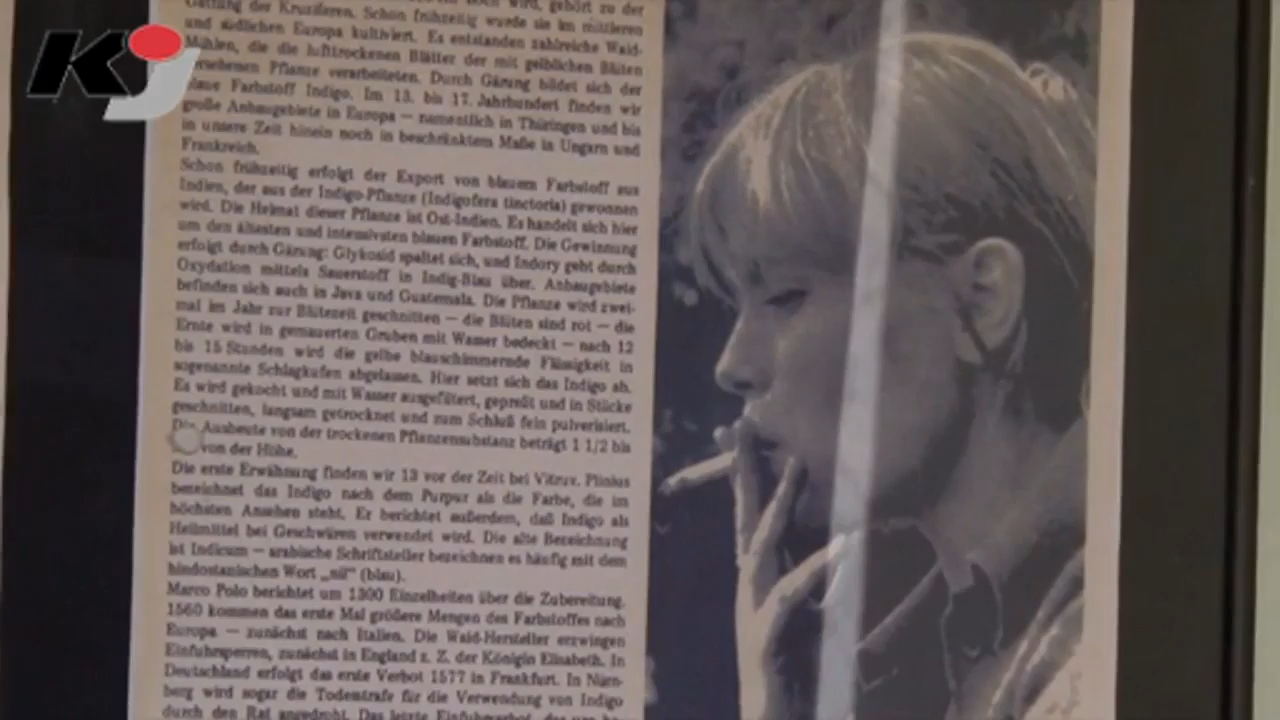 KJ
wird, gehört zu der
Gattung der Kruziferen. Schon frühzeitig wurde sie im mittleren
und südlichen Europa kultiviert. Es entstanden zahlreiche Waid-
Mühlen, die die lufttrockenen Blätter der mit gelblichen Blüten
versehenen Pflanze verarbeiteten. Durch Gärung bildet sich der
blaue Farbstoff Indigo. Im 13. bis 17. Jahrhundert finden wir
große Anbaugebiete in Europa — namentlich in Thüringen und bis
in unsere Zeit hinein noch in beschränktem Maße in Ungarn und
Frankreich.
Schon frühzeitig erfolgt der Export von blauem Farbstoff aus
Indien, der aus der Indigo-Pflanze (Indigofera tinctoria) gewonnen
wird. Die Heimat dieser Pflanze ist Ost-Indien. Es handelt sich hier
um den ältesten und intensivsten blauen Farbstoff. Die Gewinnung
erfolgt durch Gärung: Glykosid spaltet sich, und Indory geht durch
Oxydation mittels Sauerstoff in Indig-Blau über. Anbaugebiete
befinden sich auch in Java und Guatemala. Die Pflanze wird zwei-
mal im Jahr zur Blütezeit geschnitten — die Blüten sind rot — die
Ernte wird in gemauerten Gruben mit Wasser bedeckt — nach 12
bis 15 Stunden wird die gelbe blauschimmernde Flüssigkeit in
sogenannte Schlagkufen abgelassen. Hier setzt sich das Indigo ab.
Es wird gekocht und mit Wasser ausgefiltert, gepreßt und in Stücke
geschnitten, langsam getrocknet und zum Schluß fein pulverisiert.
Die Ausbeute von der trockenen Pflanzensubstanz beträgt 1 1/2 bis
von der Höhe.
Die erste Erwähnung finden wir 13 vor der Zeit bei Vitruv. Plinius
bezeichnet das Indigo nach dem Purpur als die Farbe, die im
höchsten Ansehen steht. Er berichtet außerdem, daß Indigo als
Heilmittel bei Geschwüren verwendet wird. Die alte Bezeichnung
ist Indicum — arabische Schriftsteller bezeichnen es häufig mit dem
hindostanischen Wort „nil“ (blau).
Marco Polo berichtet um 1300 Einzelheiten über die Zubereitung.
1560 kommen das erste Mal größere Mengen des Farbstoffes nach
Europa — zunächst nach Italien. Die Waid-Hersteller erzwingen
Einfuhrsperren, zunächst in England z. Z. der Königin Elisabeth. In
Deutschland erfolgt das erste Verbot 1577 in Frankfurt. In Nürn-
berg wird sogar die Todesstrafe für die Verwendung von Indigo
durch den Rat angedroht. Das letzte Einfuhrverbot